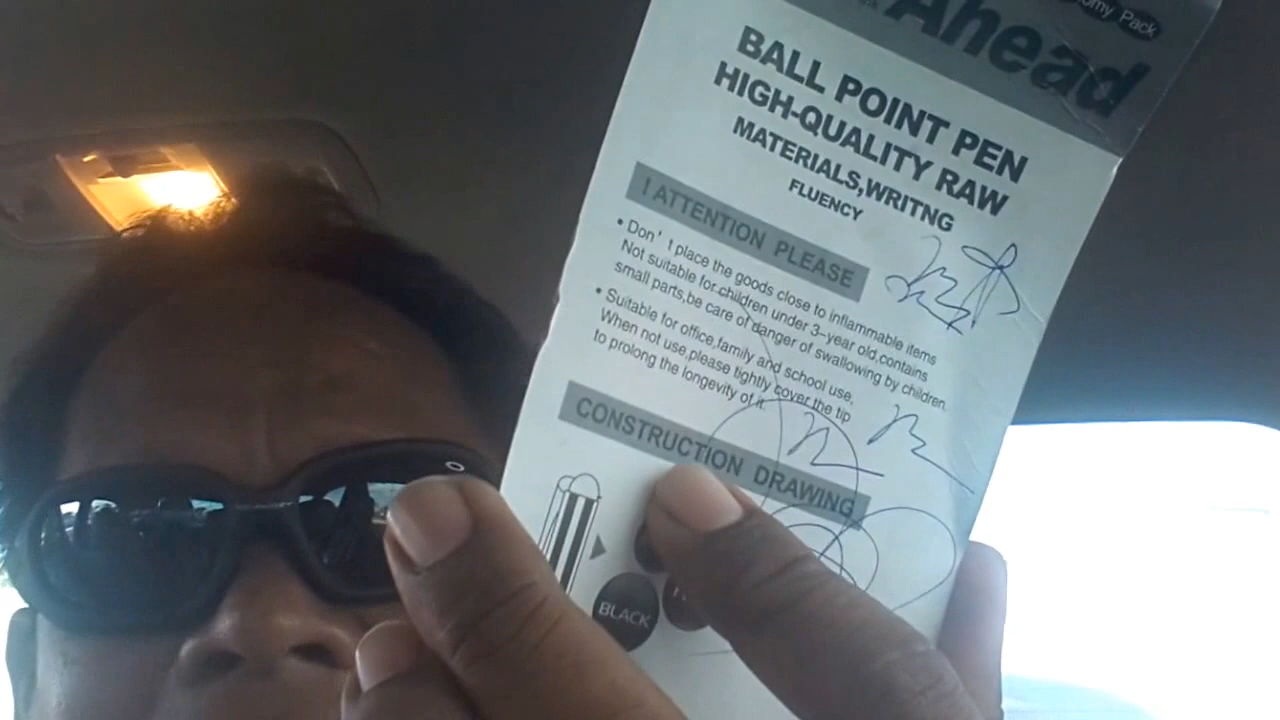 omy Pack
Ahead
BALL POINT PEN
HIGH-QUALITY RAW
MATERIALS,WRITNG
FLUENCY
! ATTENTION PLEASE
• Don't place the goods close to inflammable items
Not suitable for children under 3-year old,contains
small parts,be care of danger of swallowing by children.
• Suitable for office,family and school use,
When not use,please tightly cover the tip
to prolong the longevity of it.
CONSTRUCTION DRAWING
BLACK